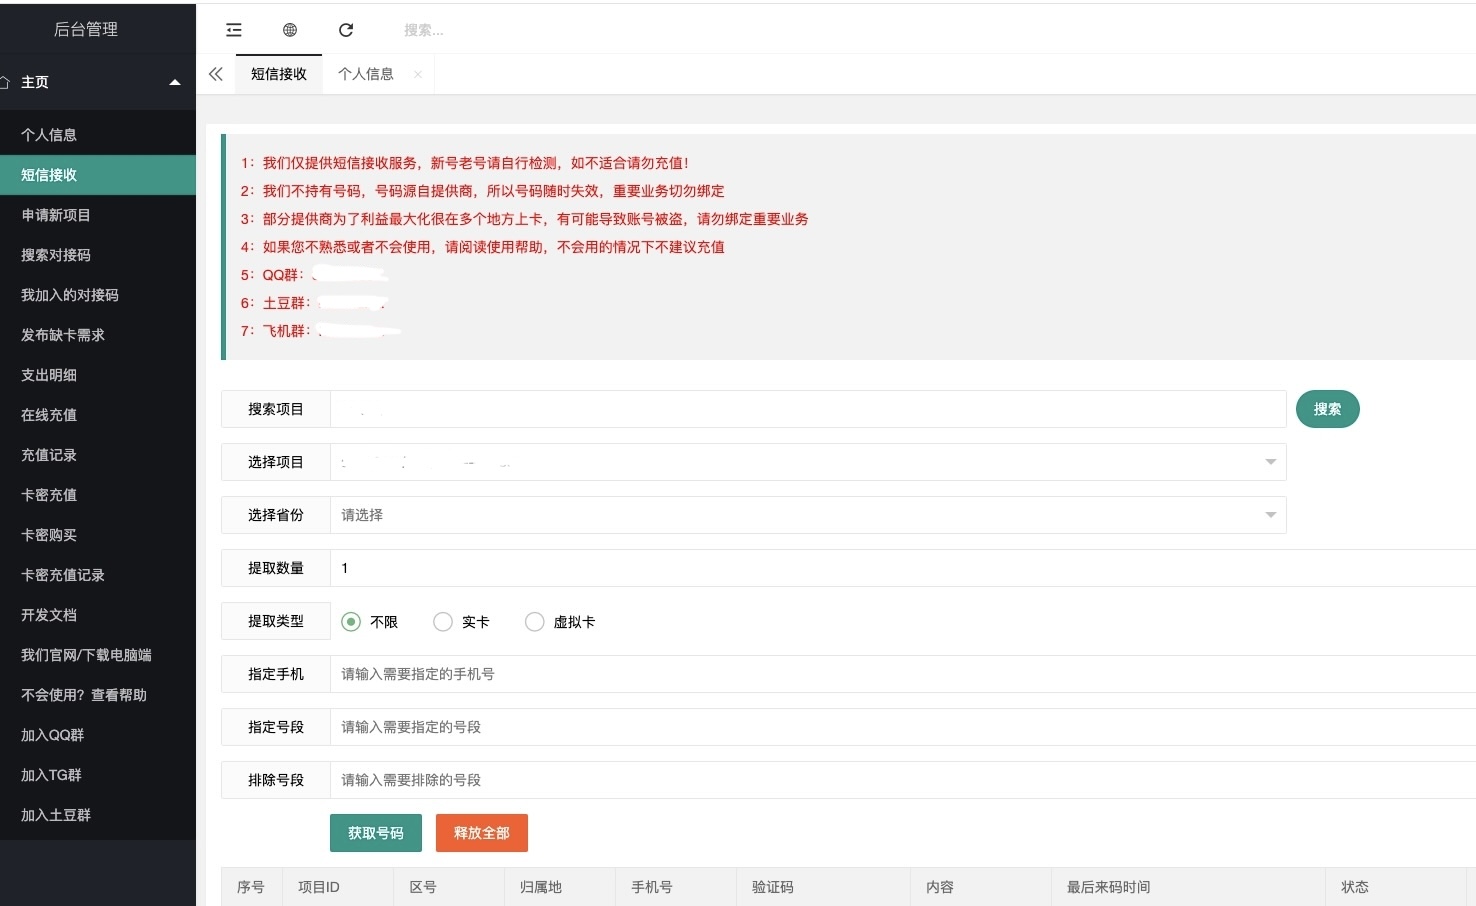 后台管理
搜索...
主页
短信接收
个人信息
个人信息
短信接收
申请新项目
搜索对接码
我加入的对接码
发布缺卡需求
支出明细
在线充值
充值记录
卡密充值
卡密购买
卡密充值记录
开发文档
我们官网/下载电脑端
不会使用？查看帮助
加入QQ群
加入TG群
加入土豆群
1：我们仅提供短信接收服务，新号老号请自行检测，如不适合请勿充值！
2：我们不持有号码，号码源自提供商，所以号码随时失效，重要业务切勿绑定
3：部分提供商为了利益最大化很在多个地方上卡，有可能导致账号被盗，请勿绑定重要业务
4：如果您不熟悉或者不会使用，请阅读使用帮助，不会用的情况下不建议充值
5：QQ群：
6：土豆群：
7：飞机群：
搜索项目
搜索
选择项目
选择省份 请选择
提取数量 1
提取类型 不限 实卡 虚拟卡
指定手机 请输入需要指定的手机号
指定号段 请输入需要指定的号段
排除号段 请输入需要排除的号段
获取号码 释放全部
序号 项目ID 区号 归属地 手机号 验证码 内容 最后来码时间 状态